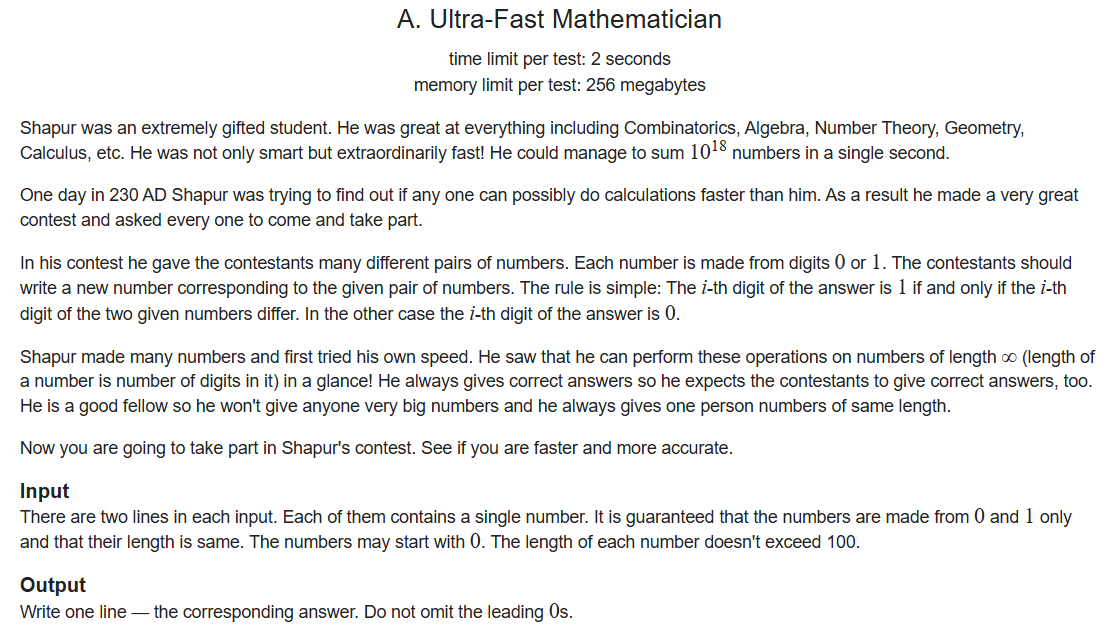 A. Ultra-Fast Mathematician
time limit per test: 2 seconds
memory limit per test: 256 megabytes
Shapur was an extremely gifted student. He was great at everything including Combinatorics, Algebra, Number Theory, Geometry,
Calculus, etc. He was not only smart but extraordinarily fast! He could manage to sum 10^18 numbers in a single second.
One day in 230 AD Shapur was trying to find out if any one can possibly do calculations faster than him. As a result he made a very great
contest and asked every one to come and take part.
In his contest he gave the contestants many different pairs of numbers. Each number is made from digits 0 or 1. The contestants should
write a new number corresponding to the given pair of numbers. The rule is simple: The i-th digit of the answer is 1 if and only if the i-th
digit of the two given numbers differ. In the other case the i-th digit of the answer is 0.
Shapur made many numbers and first tried his own speed. He saw that he can perform these operations on numbers of length ∞ (length of
a number is number of digits in it) in a glance! He always gives correct answers so he expects the contestants to give correct answers, too.
He is a good fellow so he won't give anyone very big numbers and he always gives one person numbers of same length.
Now you are going to take part in Shapur's contest. See if you are faster and more accurate.
Input
There are two lines in each input. Each of them contains a single number. It is guaranteed that the numbers are made from 0 and 1 only
and that their length is same. The numbers may start with 0. The length of each number doesn't exceed 100.
Output
Write one line — the corresponding answer. Do not omit the leading 0s.